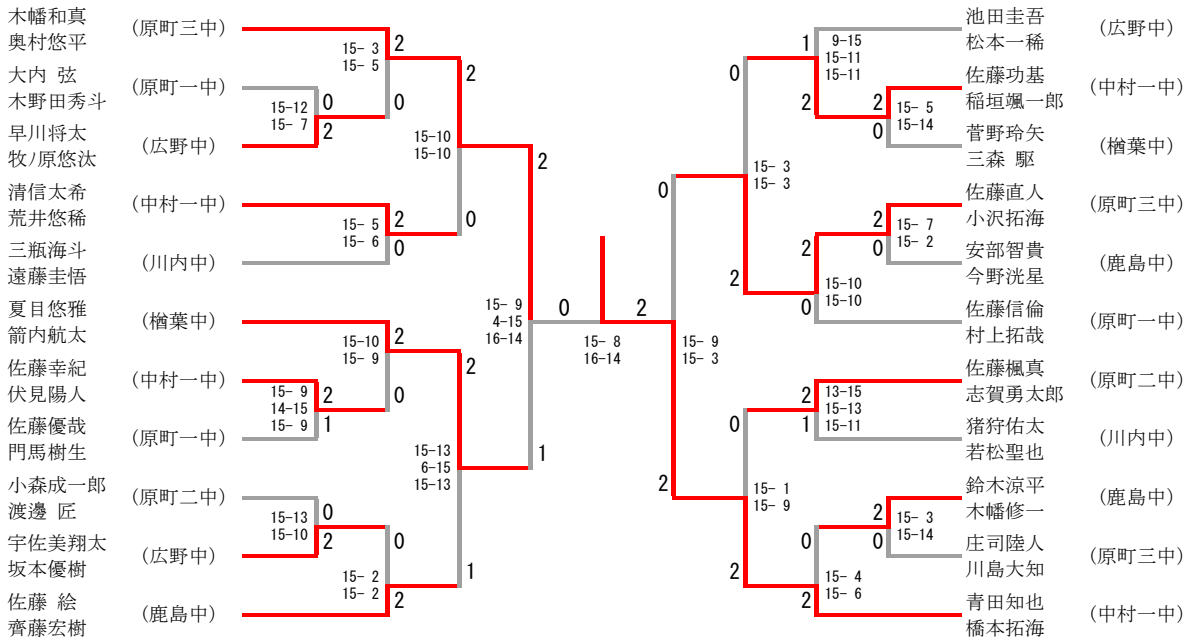 木幡和真
奥村悠平
(原町三中)
大内 弦
木野田秀斗
(原町一中)
早川将太
牧ノ原悠汰
(広野中)
清信太希
荒井悠稀
(中村一中)
三瓶海斗
遠藤圭悟
(川内中)
夏目悠雅
箭内航太
(楢葉中)
佐藤幸紀
伏見陽人
(中村一中)
佐藤優哉
門馬樹生
(原町一中)
小森成一郎
渡邊 匠
(原町二中)
宇佐美翔太
坂本優樹
(広野中)
佐藤 絵
齊藤宏樹
(鹿島中)
15-12
15- 7
0
2
15- 9
14-15
15- 9
2
1
15-13
15-10
0
2
15- 3
15- 5
2
0
15- 5
15- 6
2
0
15-10
15- 9
2
0
15- 2
15- 2
0
2
15-10
15-10
2
0
15-13
6-15
15-13
2
1
15- 9
4-15
16-14
2
1
0
15- 8
16-14
2
15- 9
15- 3
0
2
15- 3
15- 3
0
2
15- 1
15- 9
0
2
9-15
15-11
15-11
1
2
15-10
15-10
2
0
13-15
15-13
15-11
2
1
15- 4
15- 6
0
2
15- 5
15-14
2
0
15- 7
15- 2
2
0
15- 3
15-14
2
0
池田圭吾
松本一稀
(広野中)
佐藤功基
稲垣颯一郎
(中村一中)
菅野玲矢
三森 駆
(楢葉中)
佐藤直人
小沢拓海
(原町三中)
安部智貴
今野洸星
(鹿島中)
佐藤信倫
村上拓哉
(原町一中)
佐藤楓真
志賀勇太郎
(原町二中)
猪狩佑太
若松聖也
(川内中)
鈴木涼平
木幡修一
(鹿島中)
庄司陸人
川島大知
(原町三中)
青田知也
橋本拓海
(中村一中)